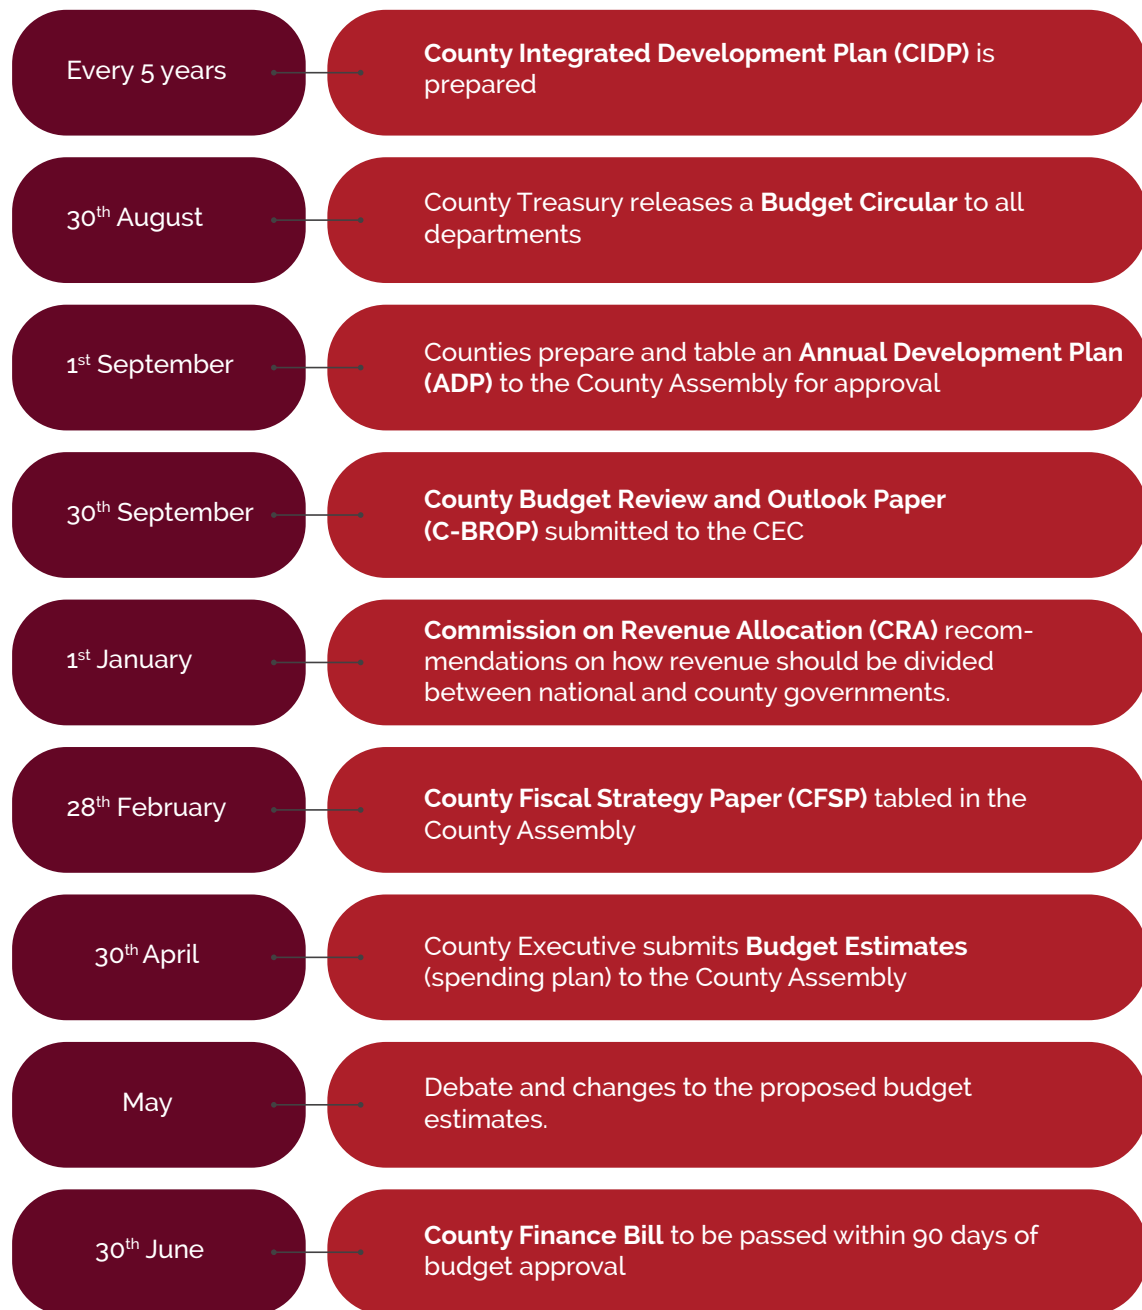 Every 5 years
County Integrated Development Plan (CIDP) is
prepared
30th August
County Treasury releases a Budget Circular to all
departments
1st September
Counties prepare and table an Annual Development Plan
(ADP) to the County Assembly for approval
30th September
County Budget Review and Outlook Paper
(C-BROP) submitted to the CEC
1st January
Commission on Revenue Allocation (CRA) recom-
mendations on how revenue should be divided
between national and county governments.
28th February
County Fiscal Strategy Paper (CFSP) tabled in the
County Assembly
30th April
County Executive submits Budget Estimates
(spending plan) to the County Assembly
May
Debate and changes to the proposed budget
estimates.
30th June
County Finance Bill to be passed within 90 days of
budget approval